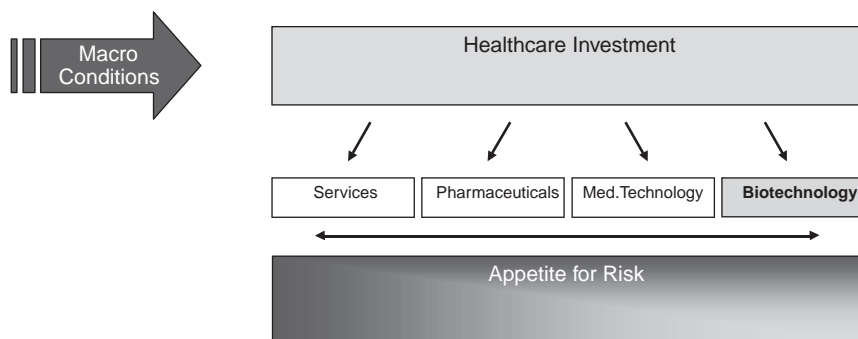 Macro
Conditions
Healthcare Investment
Services
Pharmaceuticals
Med.Technology
Biotechnology
Appetite for Risk